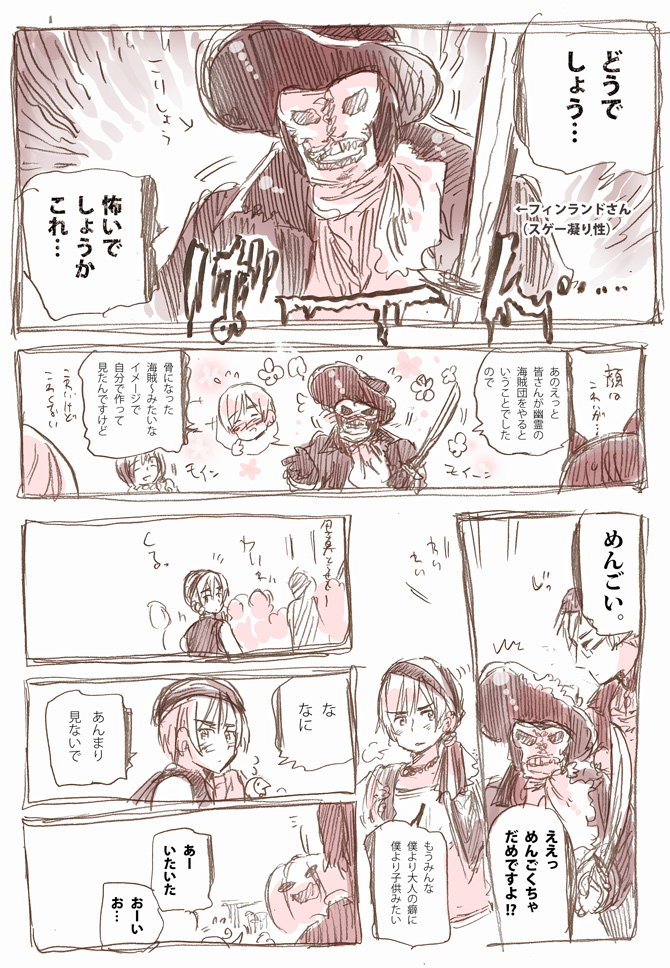 どうで
しょう…
←フィンランドさん
（スゲー凝り性）
こりしょう
怖いで
しょうか
これ…
あのえっと
皆さんが幽霊の
海賊団をやると
いうことでした
ので
モイーン
骨になった
海賊〜みたいな
イメージで
自分で作って
見たんですけど
モイン
めんごい。
じっ
ええっ
めんごくちゃ
だめですよ!?
わい
わい
もうみんな
僕より大人の癖に
僕より子供みたい
くる。
な
なに
あんまり
見ないで
あー
いたいた
おーい
お…